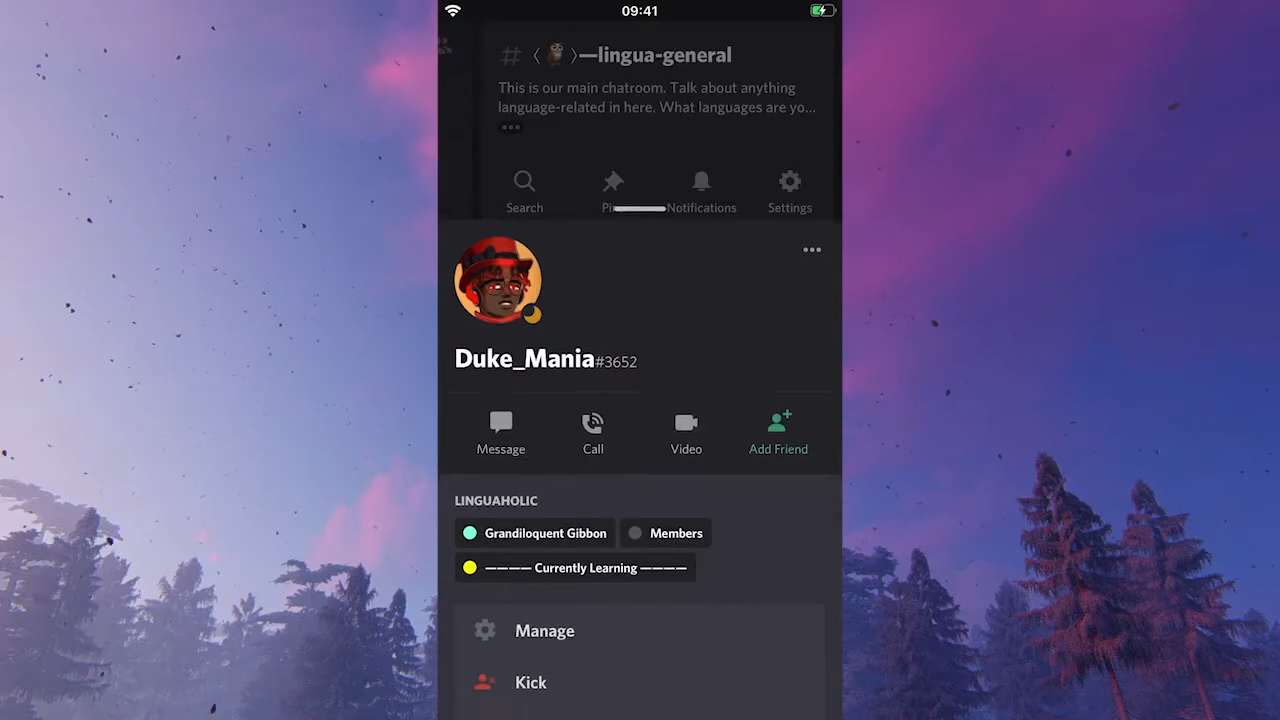 09:41
# 〈🦉〉—lingua-general
This is our main chatroom. Talk about anything
language-related in here. What languages are yo...
Search
Pi
Notifications
Settings
Duke_Mania#3652
Message
Call
Video
Add Friend
LINGUAHOLIC
Grandiloquent Gibbon
Members
———— Currently Learning ————
Manage
Kick